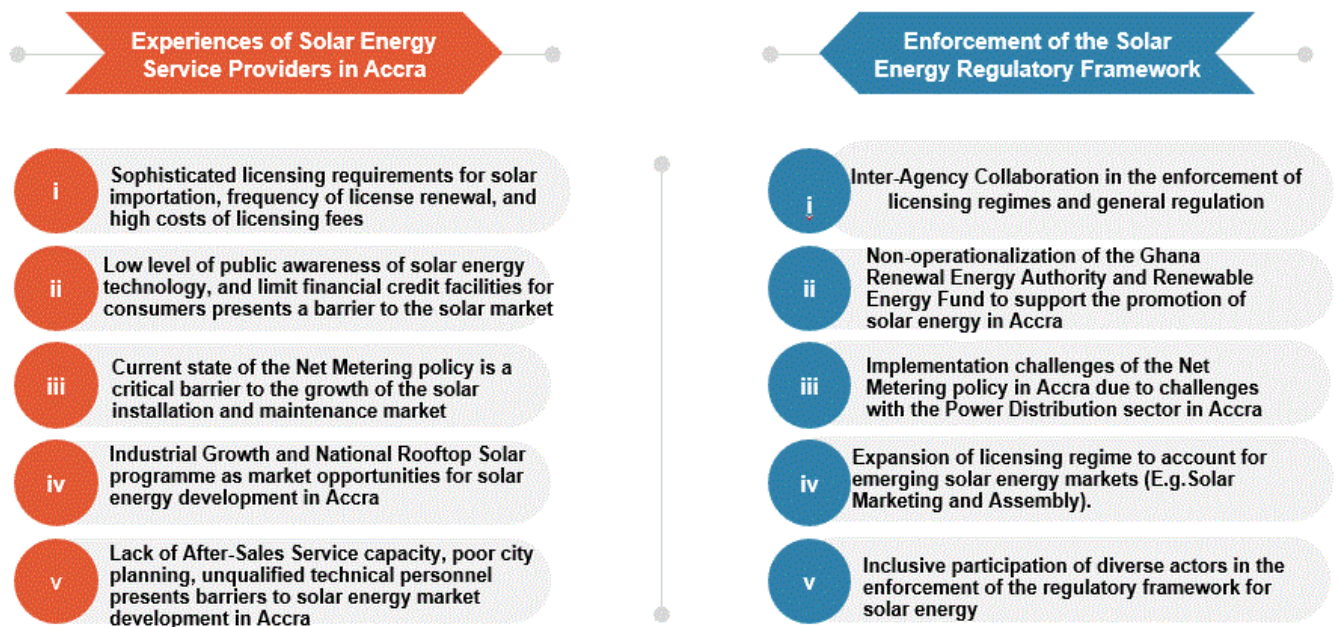 Experiences of Solar Energy
Service Providers in Accra
i
Sophisticated licensing requirements for solar
importation, frequency of license renewal, and
high costs of licensing fees
ii
Low level of public awareness of solar energy
technology, and limit financial credit facilities for
consumers presents a barrier to the solar market
iii
Current state of the Net Metering policy is a
critical barrier to the growth of the solar
installation and maintenance market
iv
Industrial Growth and National Rooftop Solar
programme as market opportunities for solar
energy development in Accra
v
Lack of After-Sales Service capacity, poor city
planning, unqualified technical personnel
presents barriers to solar energy market
development in Accra
Enforcement of the Solar
Energy Regulatory Framework
i
Inter-Agency Collaboration in the enforcement of
licensing regimes and general regulation
ii
Non-operationalization of the Ghana
Renewal Energy Authority and Renewable
Energy Fund to support the promotion of
solar energy in Accra
iii
Implementation challenges of the Net
Metering policy in Accra due to challenges
with the Power Distribution sector in Accra
iv
Expansion of licensing regime to account for
emerging solar energy markets (E.g.Solar
Marketing and Assembly).
v
Inclusive participation of diverse actors in the
enforcement of the regulatory framework for
solar energy